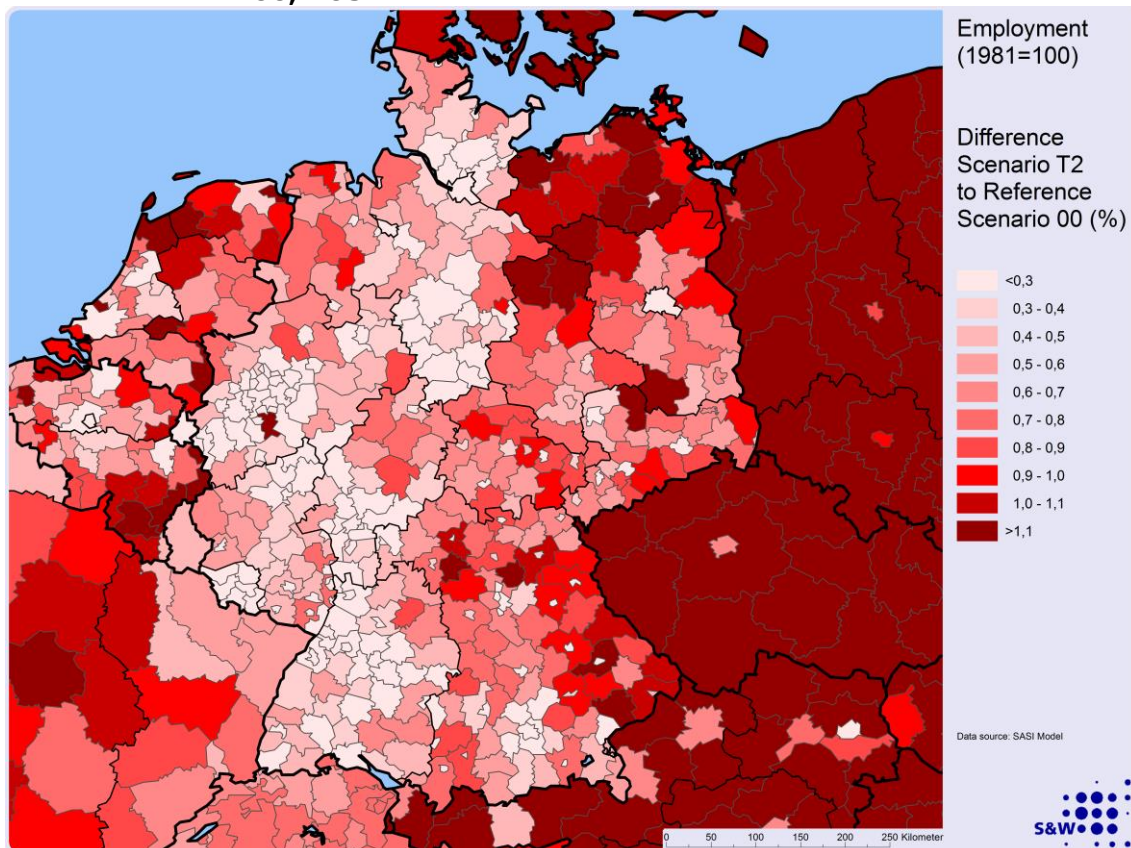 Employment
(1981=100)
Difference
Scenario T2
to Reference
Scenario 00 (%)
<0,3
0,3 - 0,4
0,4 - 0,5
0,5 - 0,6
0,6 - 0,7
0,7 - 0,8
0,8 - 0,9
0,9 - 1,0
1,0 - 1,1
>1,1
Data source: SASI Model
S&W
0 50 100 150 200 250 Kilometer